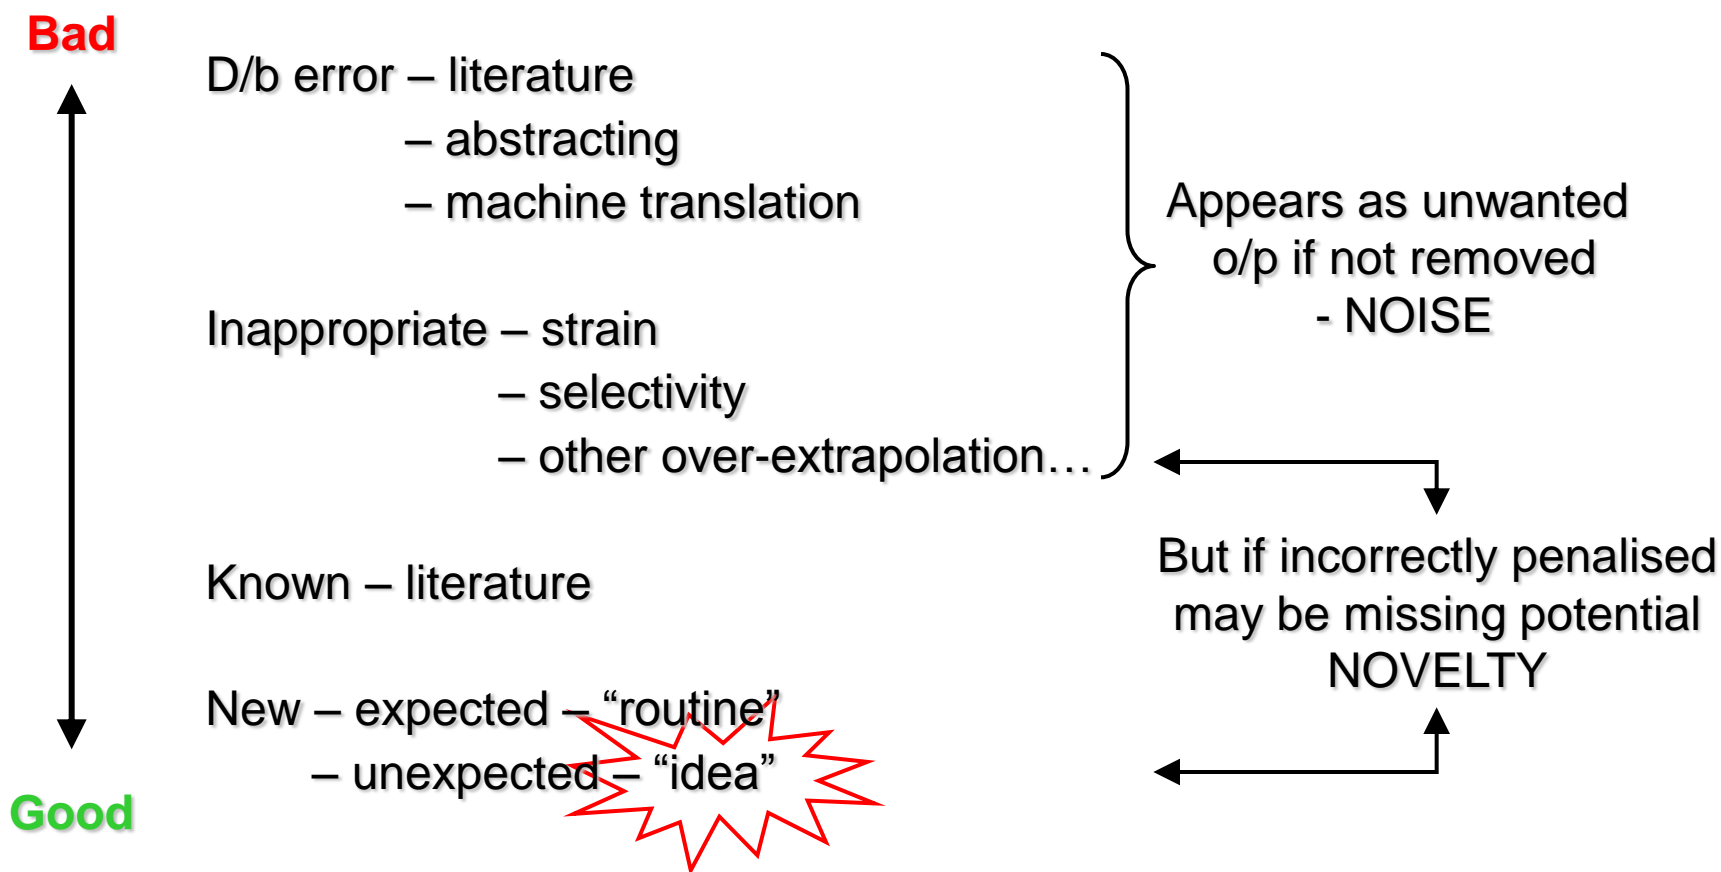 Bad
D/b error – literature
– abstracting
– machine translation
Appears as unwanted
o/p if not removed
- NOISE
Inappropriate – strain
– selectivity
– other over-extrapolation…
But if incorrectly penalised
may be missing potential
NOVELTY
Known – literature
New – expected – “routine”
– unexpected – “idea”
Good